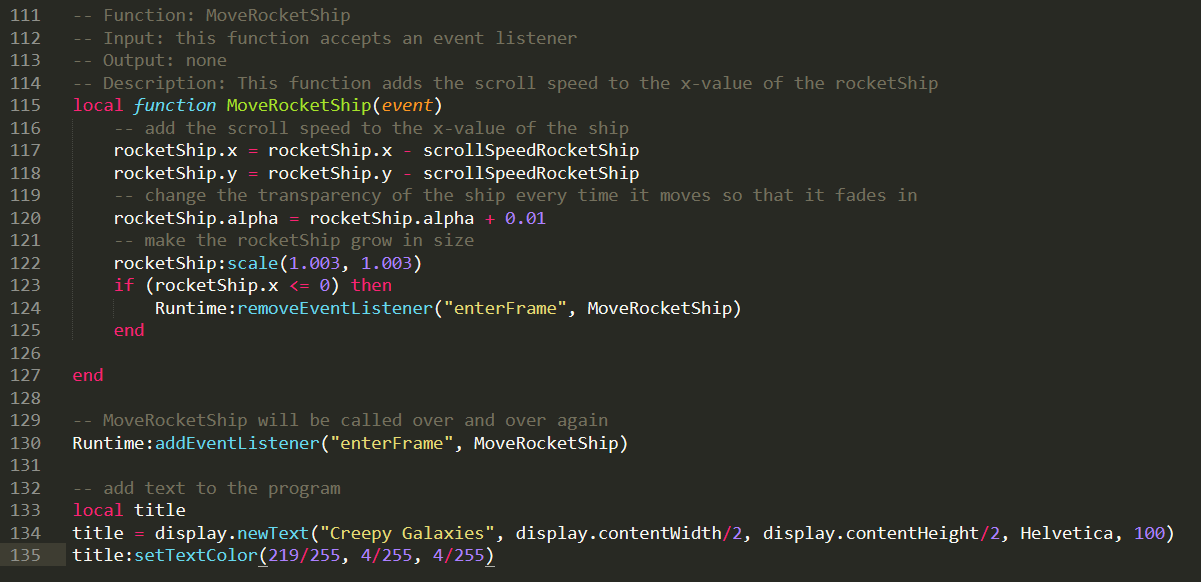 111 -- Function: MoveRocketShip
112 -- Input: this function accepts an event listener
113 -- Output: none
114 -- Description: This function adds the scroll speed to the x-value of the rocketShip
115 local function MoveRocketShip(event)
116     -- add the scroll speed to the x-value of the ship
117     rocketShip.x = rocketShip.x - scrollSpeedRocketShip
118     rocketShip.y = rocketShip.y - scrollSpeedRocketShip
119     -- change the transparency of the ship every time it moves so that it fades in
120     rocketShip.alpha = rocketShip.alpha + 0.01
121     -- make the rocketShip grow in size
122     rocketShip:scale(1.003, 1.003)
123     if (rocketShip.x <= 0) then
124         Runtime:removeEventListener("enterFrame", MoveRocketShip)
125     end
126
127 end
128
129 -- MoveRocketShip will be called over and over again
130 Runtime:addEventListener("enterFrame", MoveRocketShip)
131
132 -- add text to the program
133 local title
134 title = display.newText("Creepy Galaxies", display.contentWidth/2, display.contentHeight/2, Helvetica, 100)
135 title:setTextColor(219/255, 4/255, 4/255)